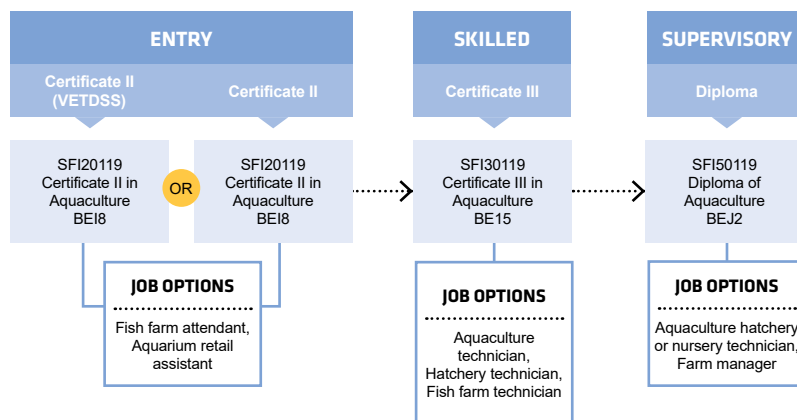 ENTRY
SKILLED
SUPERVISORY
Certificate II
(VETDSS)
Certificate II
Certificate III
Diploma
SFI20119
Certificate II in
Aquaculture
BEI8
OR
SFI20119
Certificate II in
Aquaculture
BEI8
SFI30119
Certificate III in
Aquaculture
BE15
SFI50119
Diploma of
Aquaculture
BEJ2
JOB OPTIONS
Fish farm attendant,
Aquarium retail
assistant
JOB OPTIONS
Aquaculture
technician,
Hatchery technician,
Fish farm technician
JOB OPTIONS
Aquaculture hatchery
or nursery technician,
Farm manager